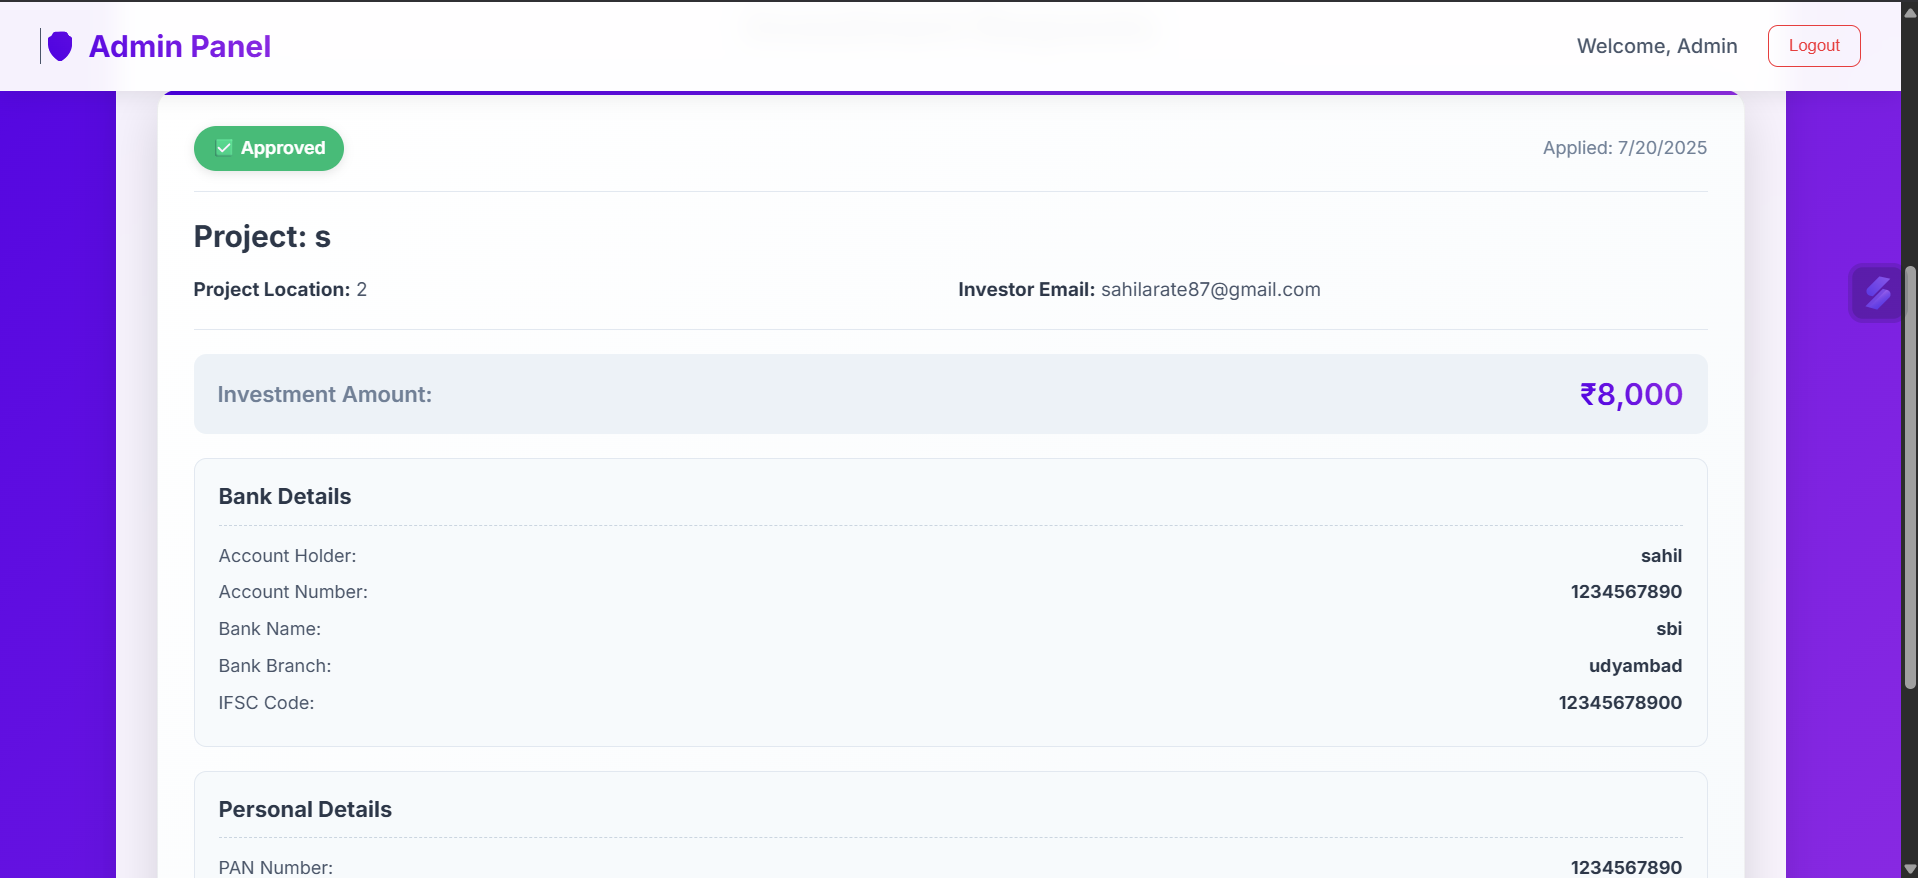 Admin Panel
Welcome, Admin
Logout
Approved
Applied: 7/20/2025
Project: s
Project Location: 2
Investor Email: sahilarate87@gmail.com
Investment Amount:
₹8,000
Bank Details
Account Holder:
sahil
Account Number:
1234567890
Bank Name:
sbi
Bank Branch:
udyambad
IFSC Code:
12345678900
Personal Details
PAN Number:
1234567890